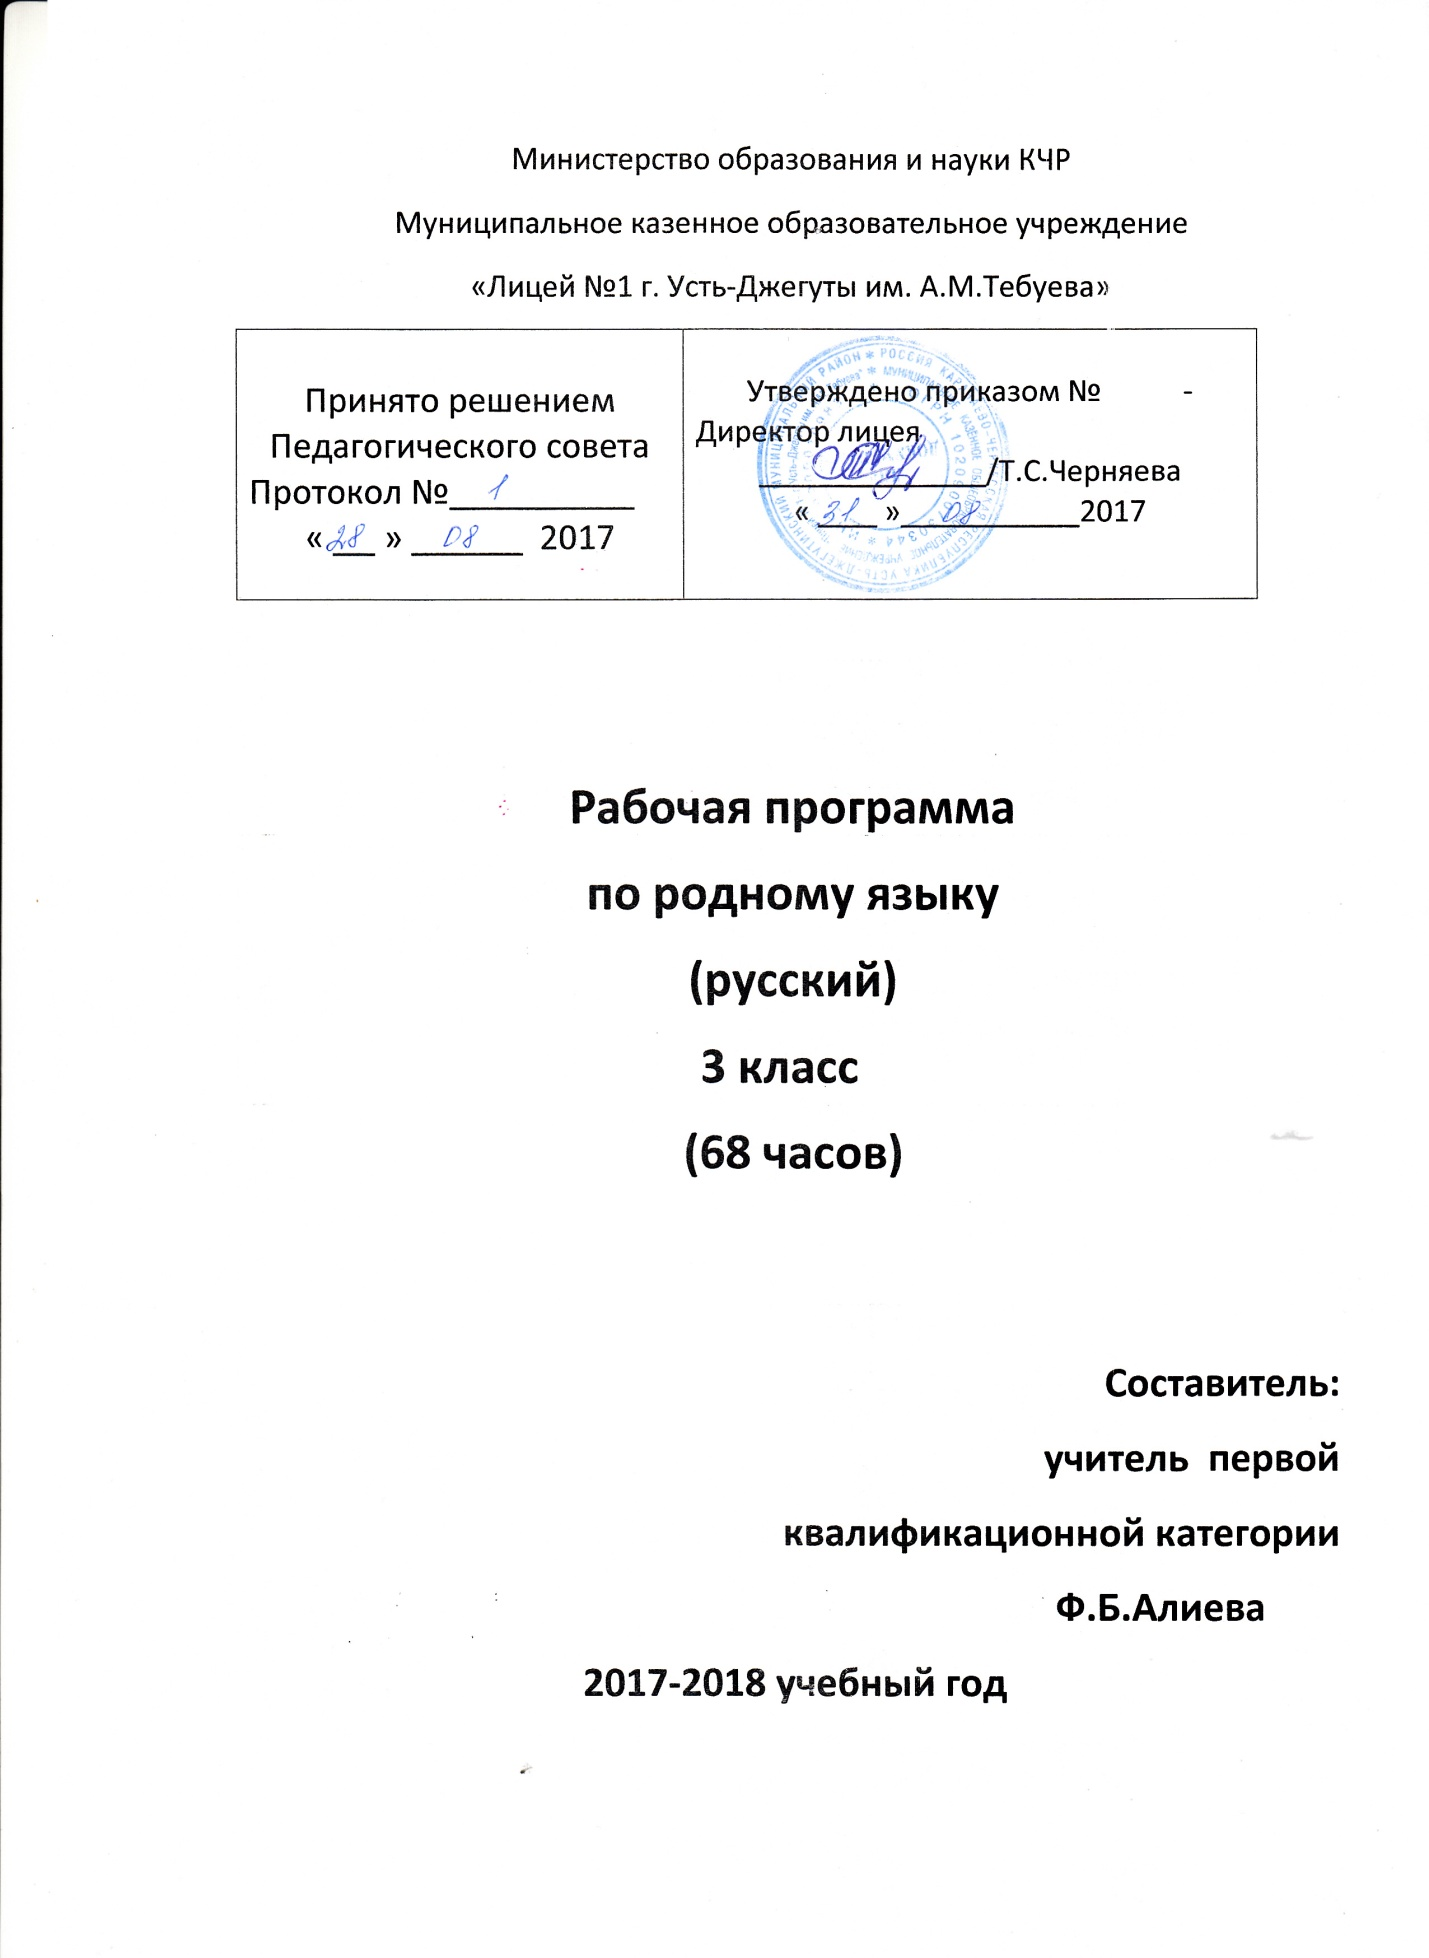 Министерство образования и науки КЧР
Муниципальное казенное образовательное учреждение
«Лицей №1 г. Усть-Джегуты им. А.М.Тебуева»
Принято решением
Педагогического совета
Протокол № 1
« 28 » 08 2017
Утверждено приказом № -
Директор лицея
/Т.С.Черняева
« 31 » 08 2017
Рабочая программа
по родному языку
(русский)
3 класс
(68 часов)
Составитель:
учитель первой
квалификационной категории
Ф.Б.Алиева
2017-2018 учебный год